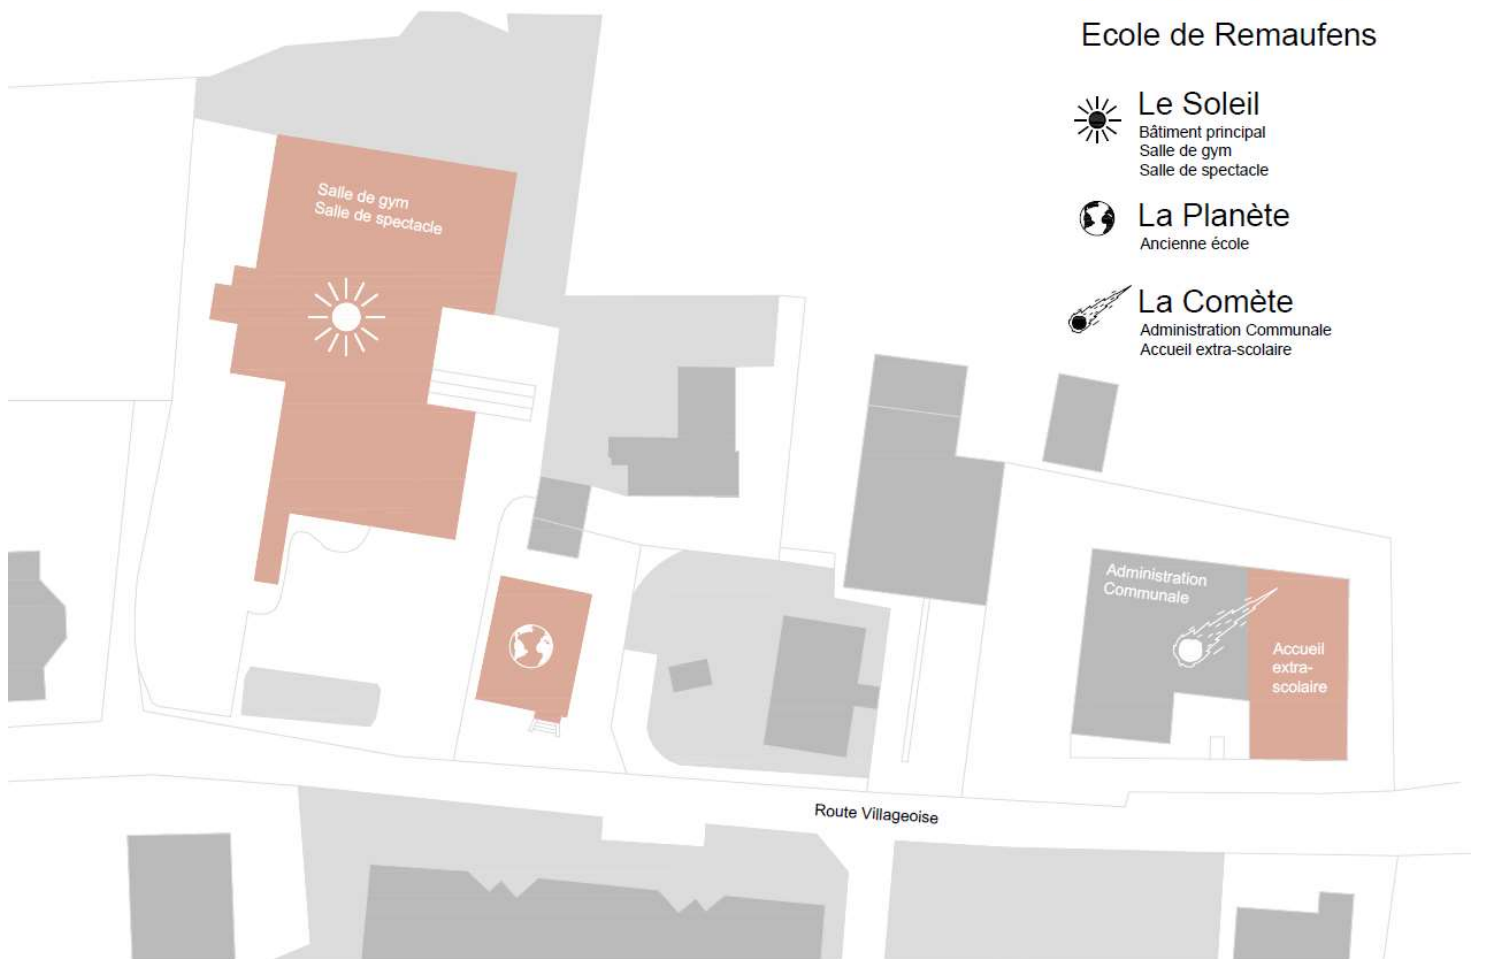 Ecole de Remaufens
Le Soleil
Bâtiment principal
Salle de gym
Salle de spectacle
La Planète
Ancienne école
La Comète
Administration Communale
Accueil extra-scolaire
Salle de gym
Salle de spectacle
Administration
Communale
Accueil
extra-
scolaire
Route Villageoise